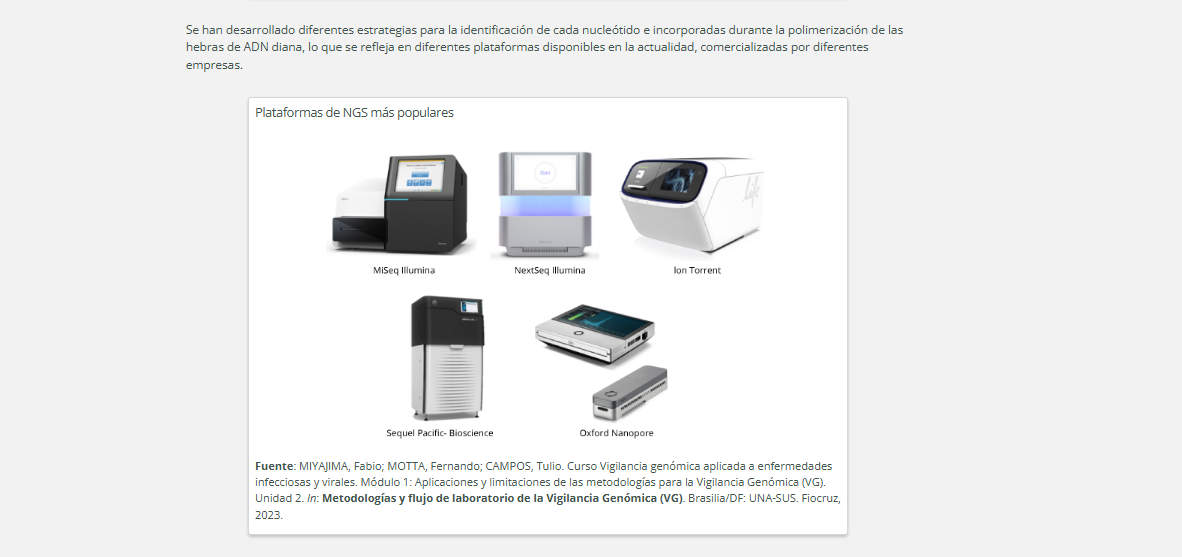 Se han desarrollado diferentes estrategias para la identificación de cada nucleótido e incorporadas durante la polimerización de las
hebras de ADN diana, lo que se refleja en diferentes plataformas disponibles en la actualidad, comercializadas por diferentes
empresas.
Plataformas de NGS más populares
Start
life
MiSeq Illumina
NextSeq Illumina
Ion Torrent
Sequel Pacific- Bioscience
Oxford Nanopore
Fuente: MIYAJIMA, Fabio; MOTTA, Fernando; CAMPOS, Tulio. Curso Vigilancia genómica aplicada a enfermedades
infecciosas y virales. Módulo 1: Aplicaciones y limitaciones de las metodologías para la Vigilancia Genómica (VG).
Unidad 2. In: Metodologías y flujo de laboratorio de la Vigilancia Genómica (VG). Brasilia/DF: UNA-SUS. Fiocruz,
2023.